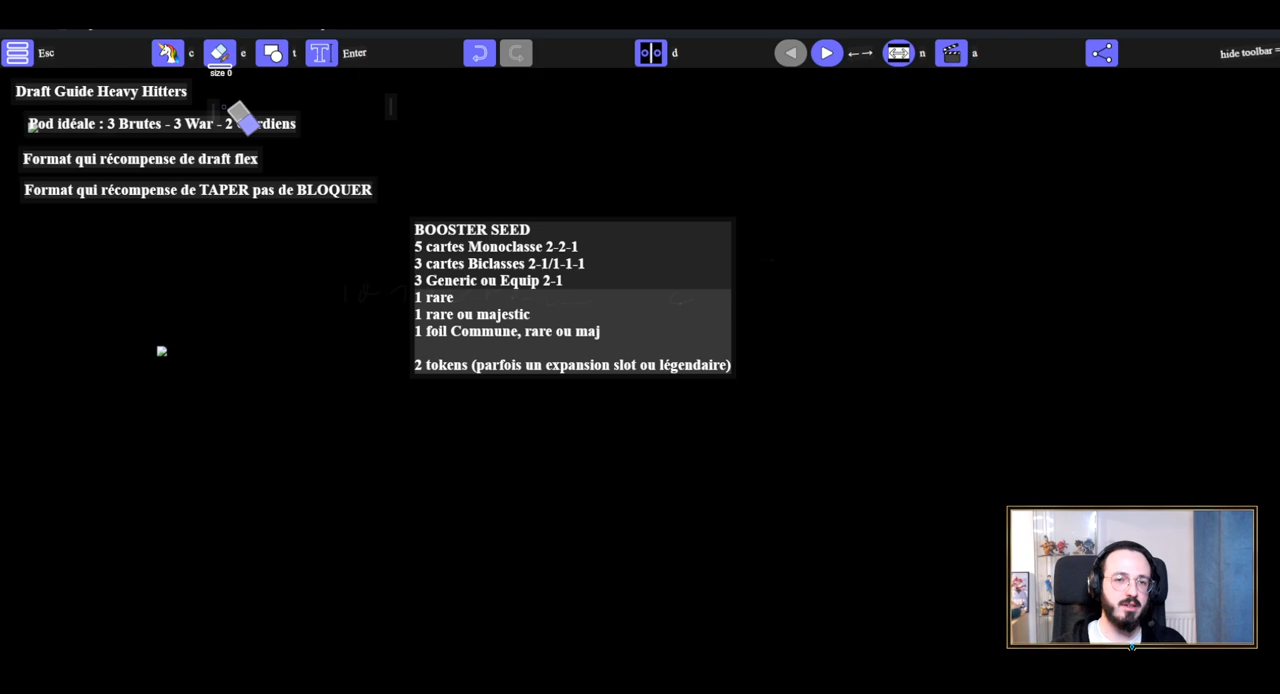 Esc
c
e
t
Enter
d
n
a
hide toolbar =
size 0
Draft Guide Heavy Hitters
Pod idéale : 3 Brutes - 3 War - 2 rdiens
Format qui récompense de draft flex
Format qui récompense de TAPER pas de BLOQUER
BOOSTER SEED
5 cartes Monoclasse 2-2-1
3 cartes Biclasses 2-1/1-1-1
3 Generic ou Equip 2-1
1 rare
1 rare ou majestic
1 foil Commune, rare ou maj
2 tokens (parfois un expansion slot ou légendaire)